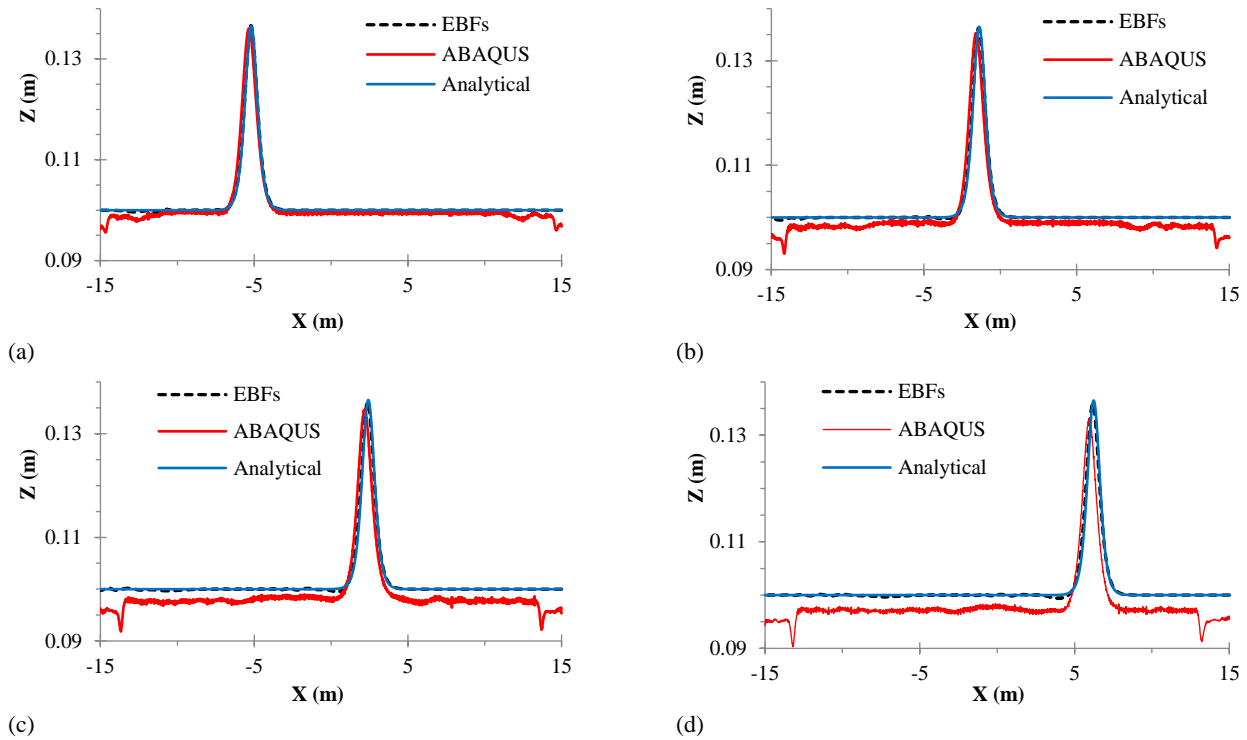 EBFs
ABAQUS
Analytical
Z (m)
0.13
0.11
0.09
-15
-5
5
15
X (m)
(a)
EBFs
ABAQUS
Analytical
Z (m)
0.13
0.11
0.09
-15
-5
5
15
X (m)
(b)
EBFs
ABAQUS
Analytical
Z (m)
0.13
0.11
0.09
-15
-5
5
15
X (m)
(c)
EBFs
ABAQUS
Analytical
Z (m)
0.13
0.11
0.09
-15
-5
5
15
X (m)
(d)